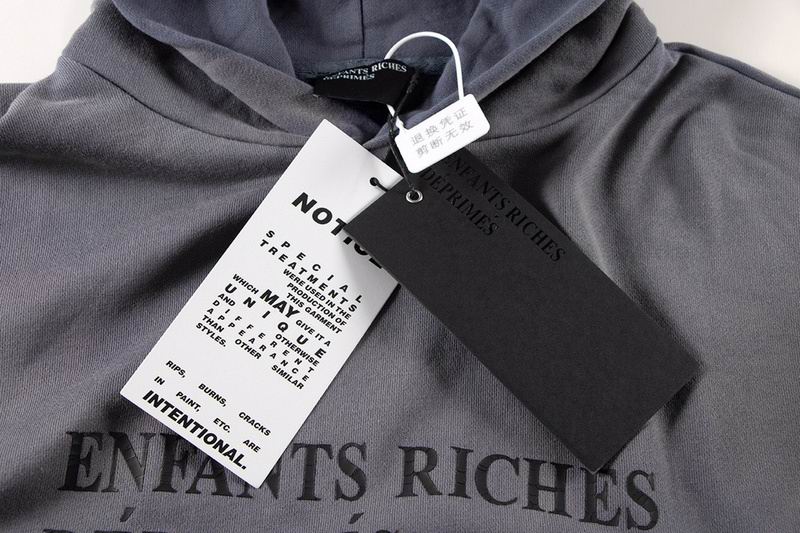 ENFANTS RICHES
DÉPRIMÉS
退换凭证
剪断无效
NOTICE
SPECIAL
TREATMENTS
WERE USED IN THE
PRODUCTION OF
THIS GARMENT
WHICH MAY GIVE IT A
UNIQUE
AND OTHERWISE
DIFFERENT
APPEARANCE
THAN OTHER SIMILAR
STYLES.
RIPS, BURNS, CRACKS
IN PAINT, ETC. ARE
INTENTIONAL.
ENFANTS RICHES
DÉPRIMÉS
ENFANTS RICHES